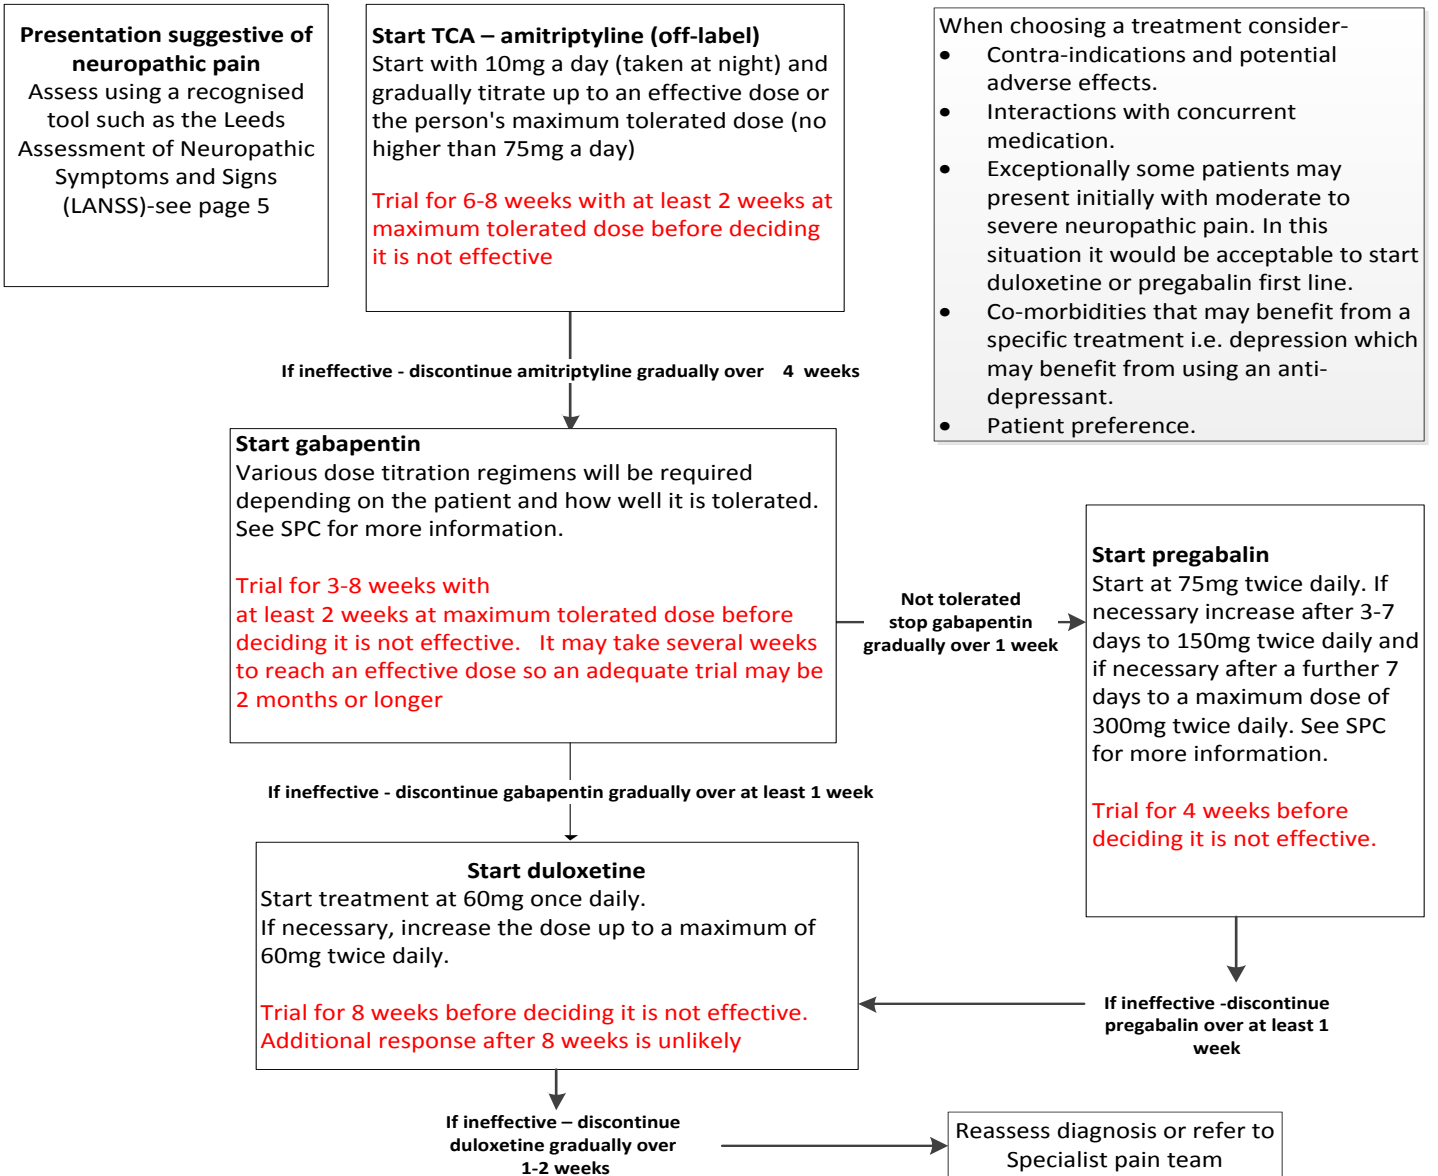 Presentation suggestive of
neuropathic pain
Assess using a recognised
tool such as the Leeds
Assessment of Neuropathic
Symptoms and Signs
(LANSS)-see page 5
Start TCA – amitriptyline (off-label)
Start with 10mg a day (taken at night) and
gradually titrate up to an effective dose or
the person's maximum tolerated dose (no
higher than 75mg a day)
Trial for 6-8 weeks with at least 2 weeks at
maximum tolerated dose before deciding
it is not effective
When choosing a treatment consider-
• Contra-indications and potential
adverse effects.
• Interactions with concurrent
medication.
• Exceptionally some patients may
present initially with moderate to
severe neuropathic pain. In this
situation it would be acceptable to start
duloxetine or pregabalin first line.
• Co-morbidities that may benefit from a
specific treatment i.e. depression which
may benefit from using an anti-
depressant.
• Patient preference.
If ineffective - discontinue amitriptyline gradually over 4 weeks
Start gabapentin
Various dose titration regimens will be required
depending on the patient and how well it is tolerated.
See SPC for more information.
Trial for 3-8 weeks with
at least 2 weeks at maximum tolerated dose before
deciding it is not effective. It may take several weeks
to reach an effective dose so an adequate trial may be
2 months or longer
Not tolerated
stop gabapentin
gradually over 1 week
Start pregabalin
Start at 75mg twice daily. If
necessary increase after 3-7
days to 150mg twice daily and
if necessary after a further 7
days to a maximum dose of
300mg twice daily. See SPC
for more information.
Trial for 4 weeks before
deciding it is not effective.
If ineffective - discontinue gabapentin gradually over at least 1 week
Start duloxetine
Start treatment at 60mg once daily.
If necessary, increase the dose up to a maximum of
60mg twice daily.
Trial for 8 weeks before deciding it is not effective.
Additional response after 8 weeks is unlikely
If ineffective -discontinue
pregabalin over at least 1
week
If ineffective – discontinue
duloxetine gradually over
1-2 weeks
Reassess diagnosis or refer to
Specialist pain team